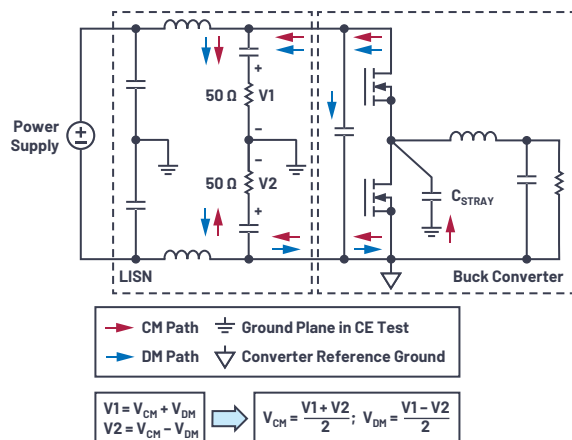 Power
Supply
50 Ω
V1
+
−
−
50 Ω
V2
+
C_STRAY
LISN
Buck Converter
CM Path
Ground Plane in CE Test
DM Path
Converter Reference Ground
V1 = V_CM + V_DM
V2 = V_CM − V_DM
V_CM = (V1 + V2)/2 ; V_DM = (V1 − V2)/2